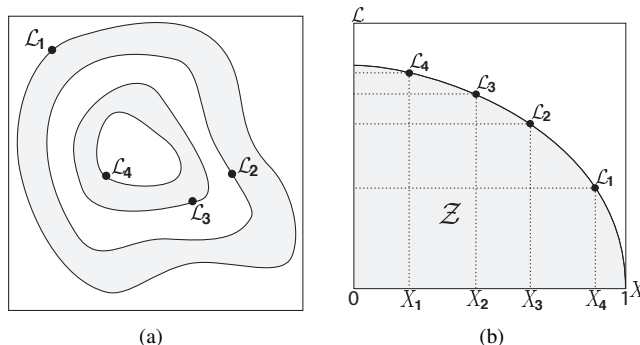 ℒ₁
ℒ₂
ℒ₄
ℒ₃
(a)
ℒ
ℒ₄
ℒ₃
ℒ₂
ℒ₁
𝒵
0 X₁ X₂ X₃ X₄ 1 X
(b)